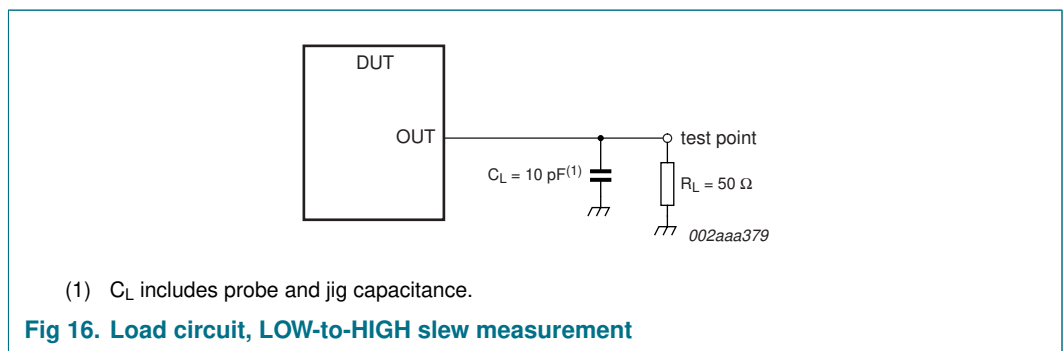 DUT
OUT
test point
CL = 10 pF(1)
RL = 50 Ω
002aaa379
(1) CL includes probe and jig capacitance.
Fig 16. Load circuit, LOW-to-HIGH slew measurement